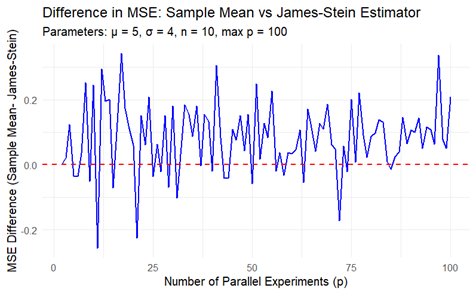 Difference in MSE: Sample Mean vs James-Stein Estimator
Parameters: μ = 5, σ = 4, n = 10, max p = 100
MSE Difference (Sample Mean- James-Stein)
0.2
0.0
-0.2
0 25 50 75 100
Number of Parallel Experiments (p)